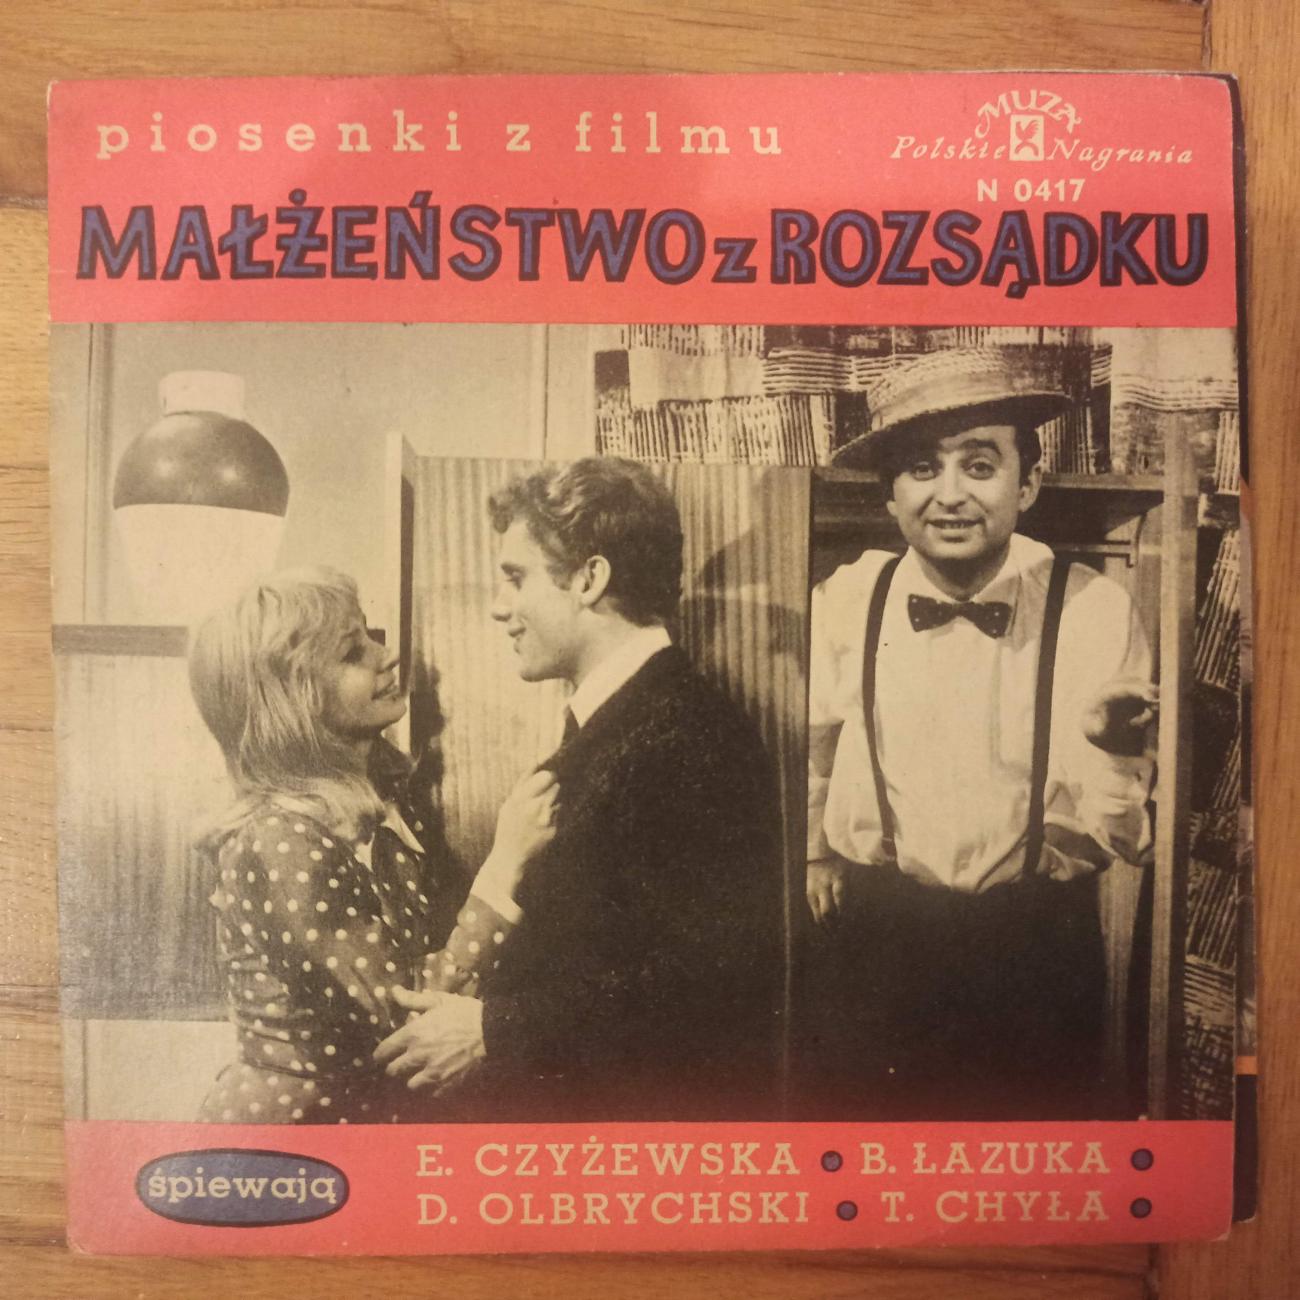 piosenki z filmu
MUZA
Polskie Nagrania
N 0417
MAŁŻEŃSTWO z ROZSĄDKU
śpiewają
E. CZYŻEWSKA • B. ŁAZUKA •
D. OLBRYCHSKI • T. CHYŁA •